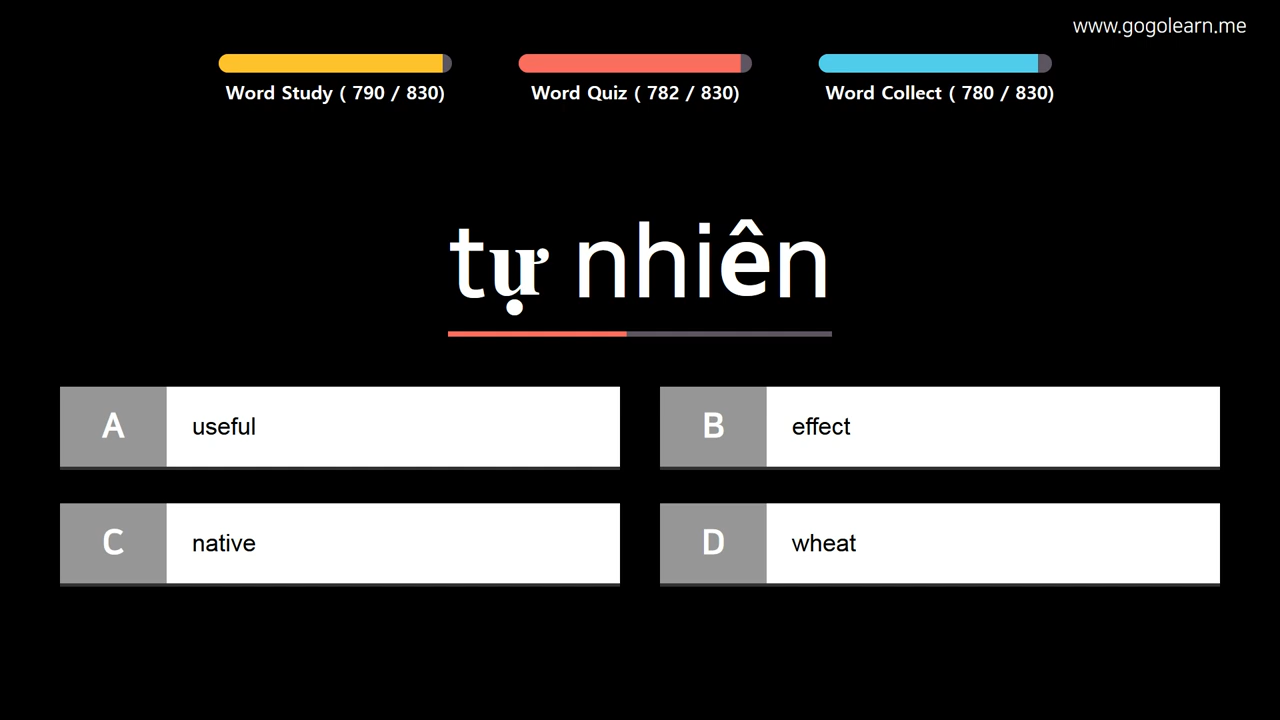 www.gogolearn.me
Word Study ( 790 / 830)
Word Quiz ( 782 / 830)
Word Collect ( 780 / 830)
tự nhiên
A useful
B effect
C native
D wheat